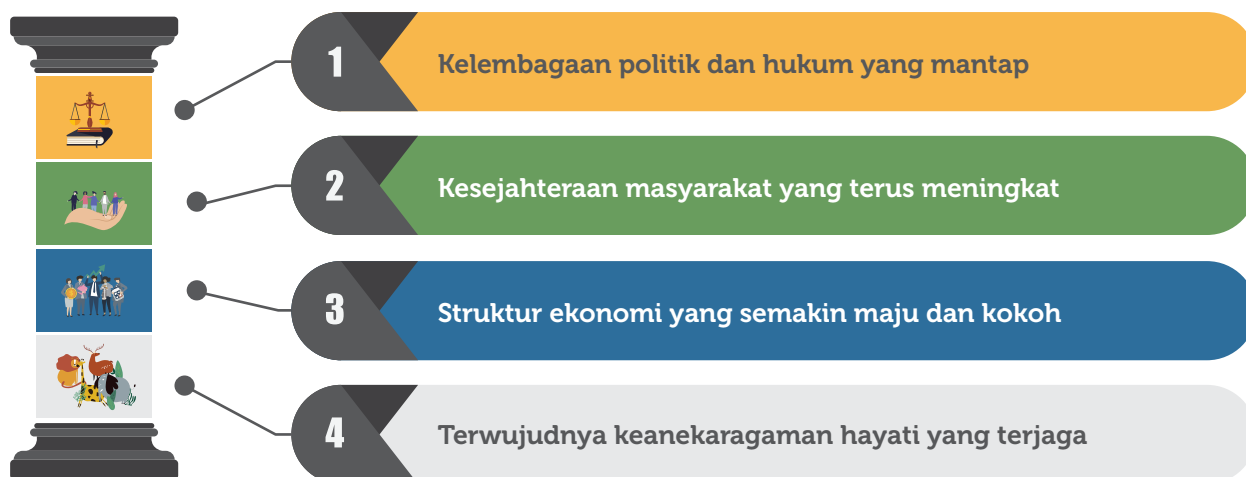 1
Kelembagaan politik dan hukum yang mantap
2
Kesejahteraan masyarakat yang terus meningkat
3
Struktur ekonomi yang semakin maju dan kokoh
4
Terwujudnya keanekaragaman hayati yang terjaga